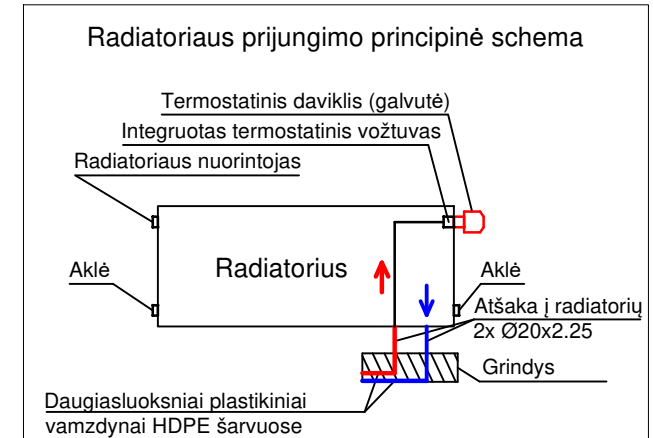 Radiatoriaus prijungimo principinė schema
Termostatinis daviklis (galvutė)
Integruotas termostatinis vožtuvas
Radiatoriaus nuorintojas
Aklė
Radiatorius
Aklė
Atšaka į radiatorių
2x Ø20x2.25
Grindys
Daugiasluoksniai plastikiniai
vamzdynai HDPE šarvuose